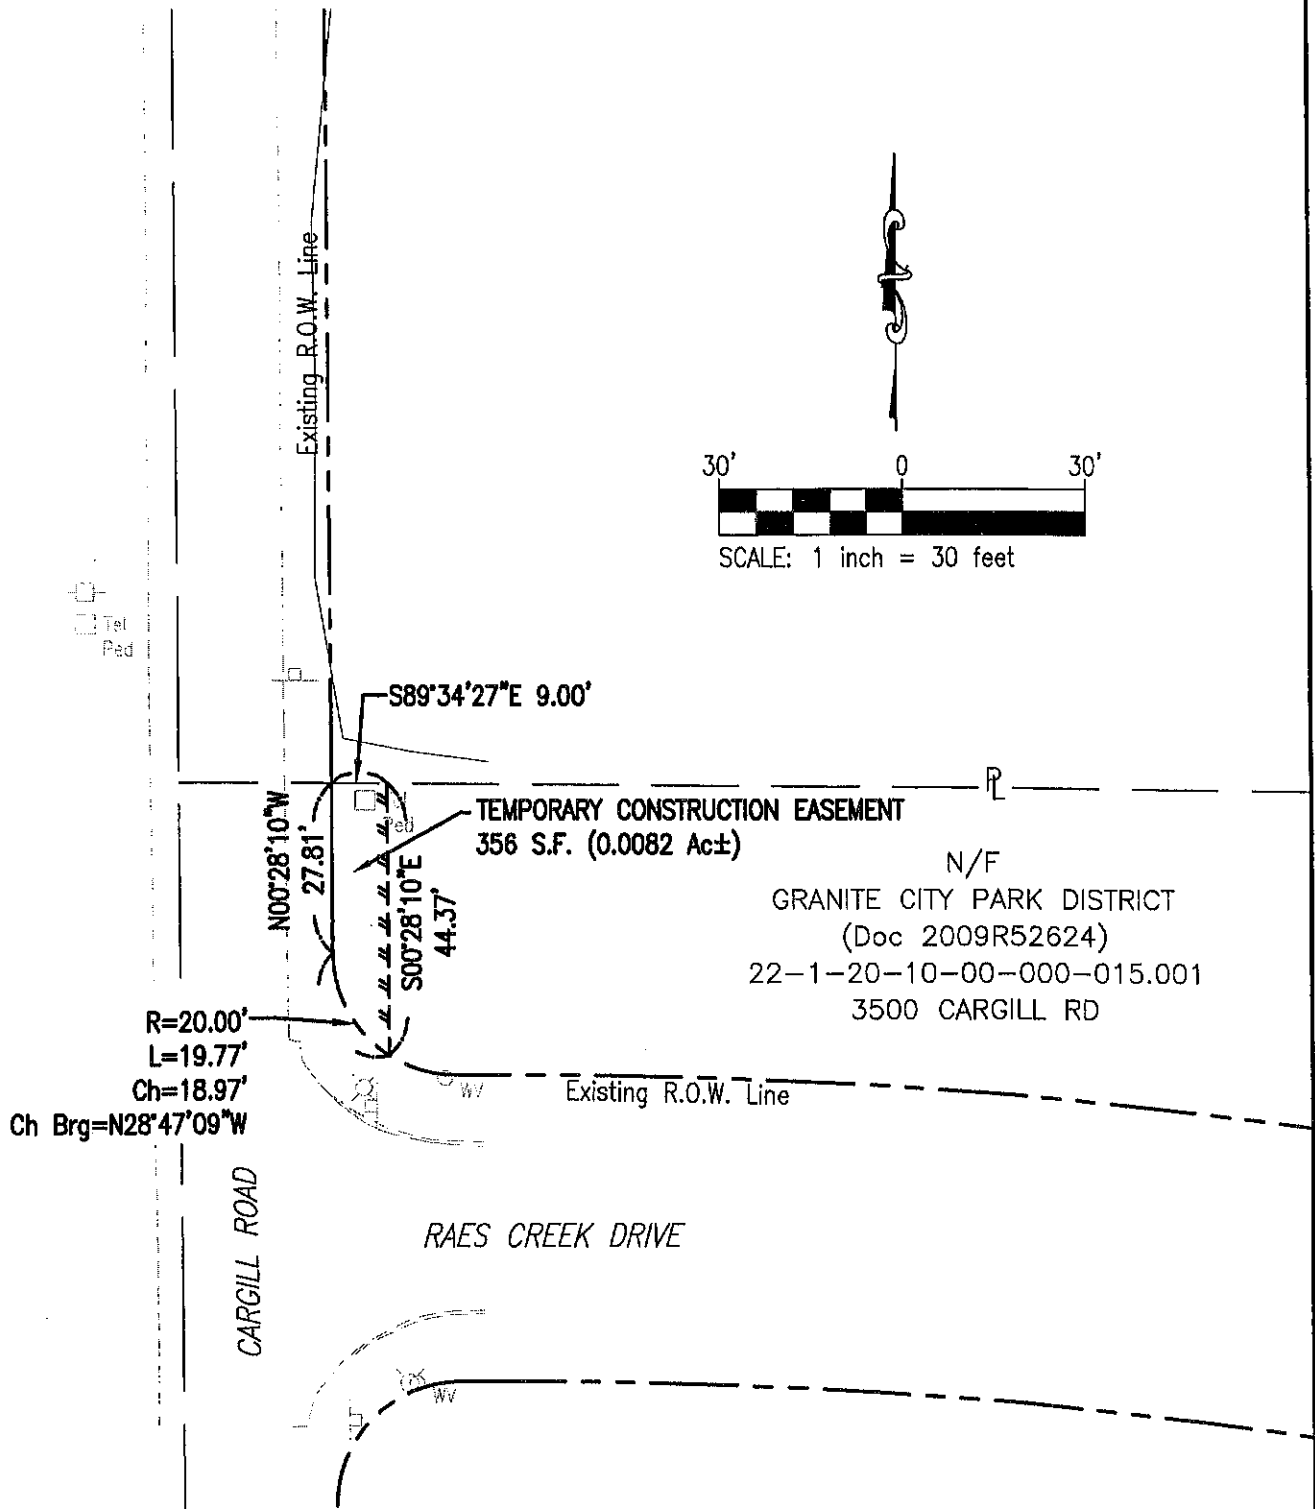 Existing R.O.W. Line
30' 0 30'
SCALE: 1 inch = 30 feet
Tel
Ped
S89°34'27"E 9.00'
N00°28'10"W
27.81'
Ped
TEMPORARY CONSTRUCTION EASEMENT
356 S.F. (0.0082 Ac±)
S00°28'10"E
44.37'
PL
N/F
GRANITE CITY PARK DISTRICT
(Doc 2009R52624)
22-1-20-10-00-000-015.001
3500 CARGILL RD
R=20.00'
L=19.77'
Ch=18.97'
Ch Brg=N28°47'09"W
WV
Existing R.O.W. Line
CARGILL ROAD
RAES CREEK DRIVE
WV